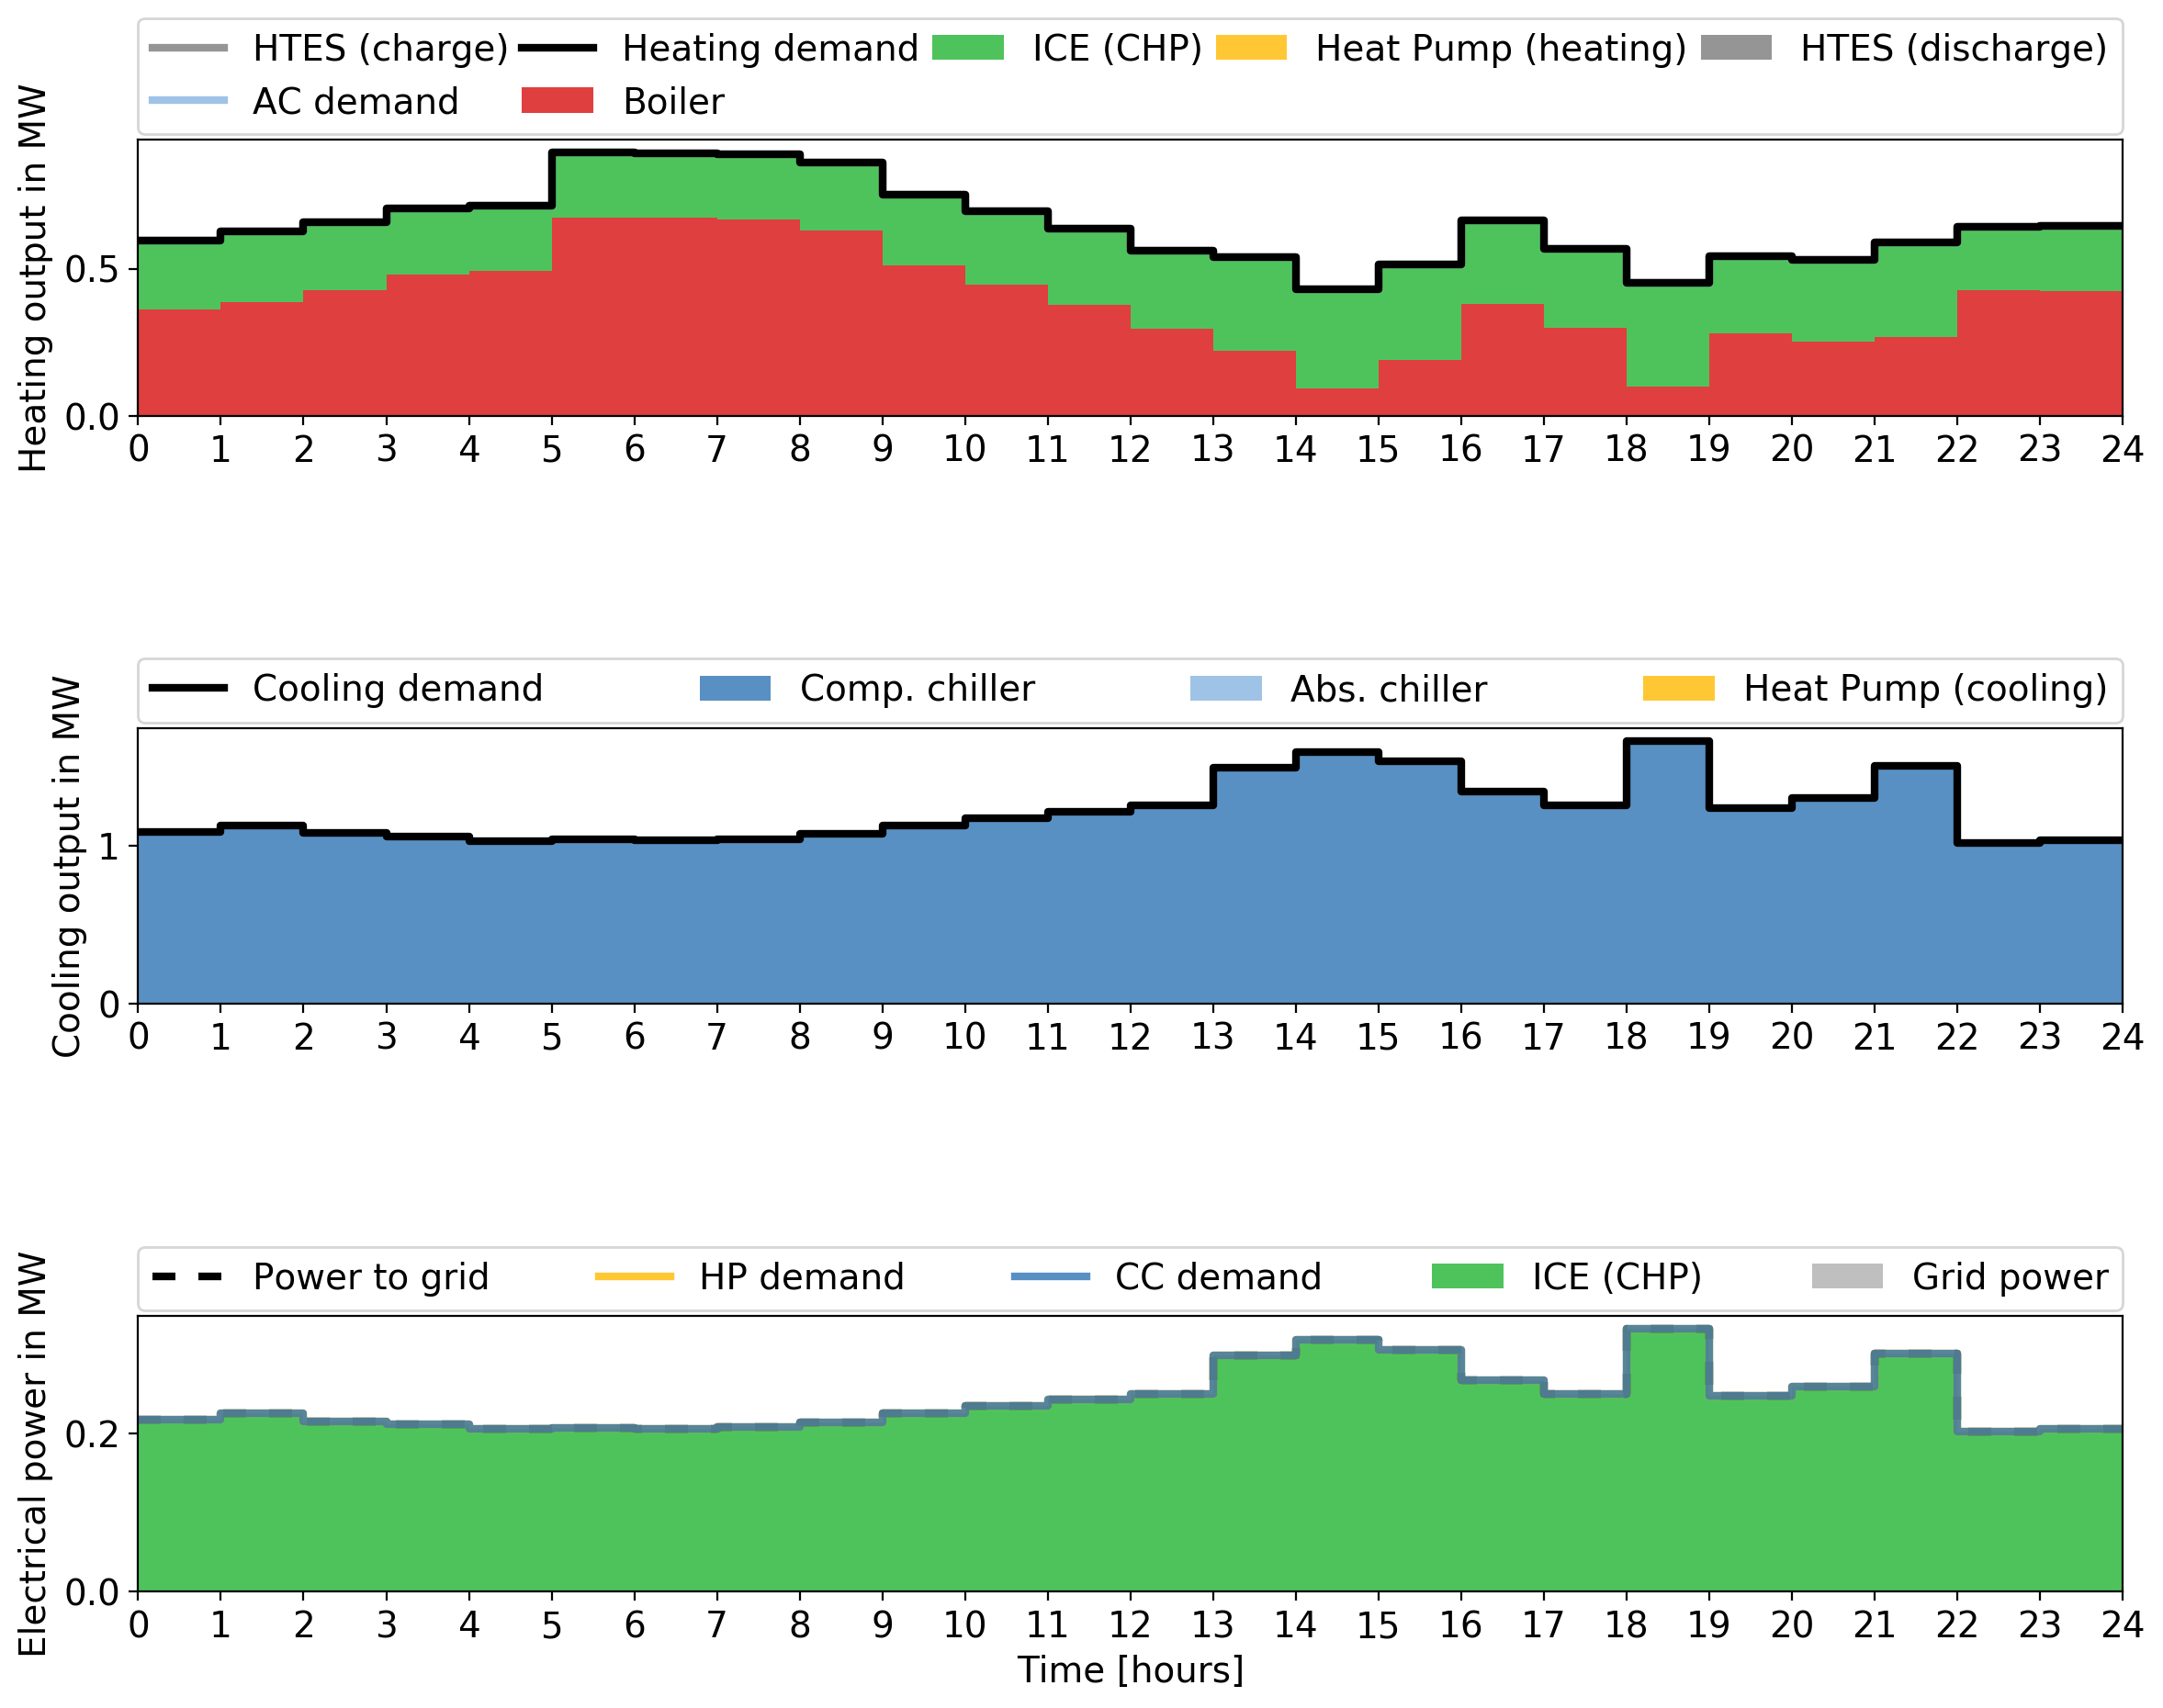 HTES (charge) Heating demand ICE (CHP) Heat Pump (heating) HTES (discharge)
AC demand Boiler
Heating output in MW
0.5
0.0
0 1 2 3 4 5 6 7 8 9 10 11 12 13 14 15 16 17 18 19 20 21 22 23 24
Cooling demand Comp. chiller Abs. chiller Heat Pump (cooling)
Cooling output in MW
1
0
0 1 2 3 4 5 6 7 8 9 10 11 12 13 14 15 16 17 18 19 20 21 22 23 24
Power to grid HP demand CC demand ICE (CHP) Grid power
Electrical power in MW
0.2
0.0
0 1 2 3 4 5 6 7 8 9 10 11 12 13 14 15 16 17 18 19 20 21 22 23 24
Time [hours]